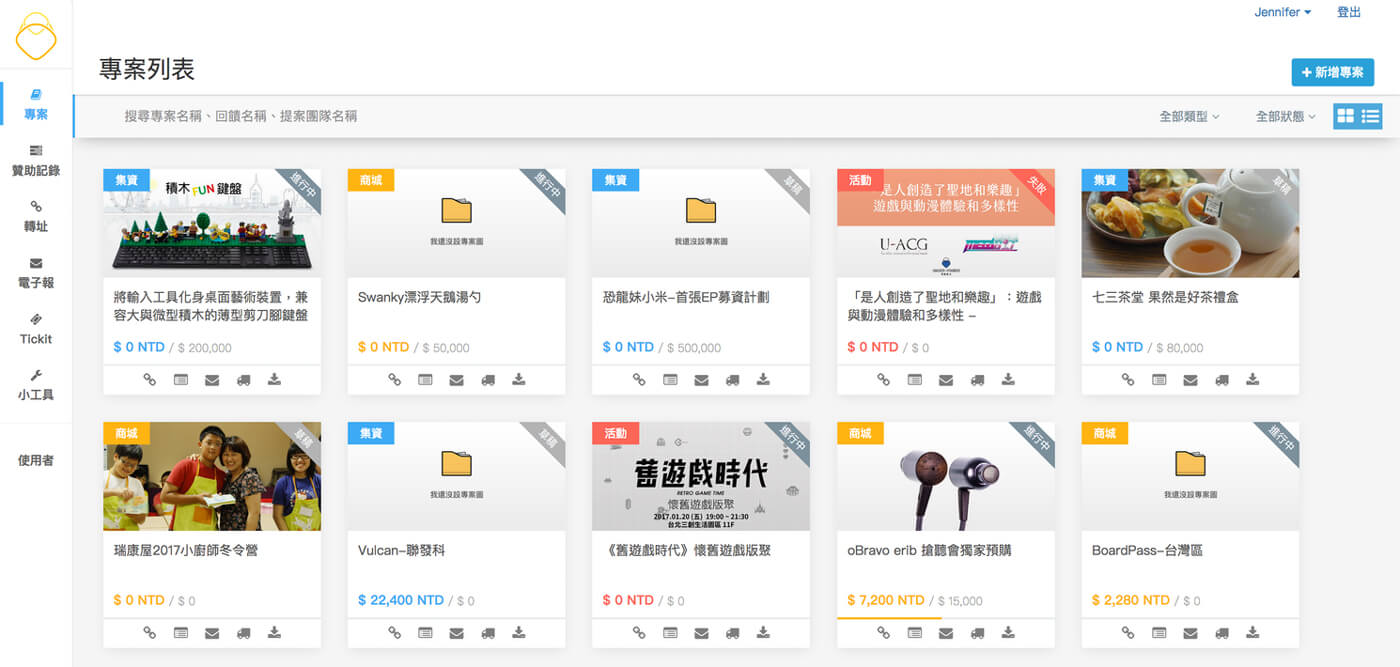 Jennifer
登出
專案列表
新增專案
專案
贊助記錄
轉址
電子報
Tickit
小工具
使用者
搜尋專案名稱、回饋名稱、提案團隊名稱
全部類型
全部狀態
集資
進行中
積木FUN鍵盤
將輸入工具化身桌面藝術裝置，兼
容大與微型積木的薄型剪刀腳鍵盤
$ 0 NTD / $ 200,000
商城
進行中
我還沒設專案圖
Swanky漂浮天鵝湯勺
$ 0 NTD / $ 50,000
集資
草稿
我還沒設專案圖
恐龍妹小米-首張EP募資計劃
$ 0 NTD / $ 500,000
活動
失敗
是人創造了聖地和樂趣」
遊戲與動漫體驗和多樣性
U-ACG
「是人創造了聖地和樂趣」：遊戲
與動漫體驗和多樣性 -
$ 0 NTD / $ 0
集資
草稿
七三茶堂 果然是好茶禮盒
$ 0 NTD / $ 80,000
商城
草稿
瑞康屋2017小廚師冬令營
$ 0 NTD / $ 0
集資
草稿
我還沒設專案圖
Vulcan-聯發科
$ 22,400 NTD / $ 0
活動
進行中
舊遊戲時代
RETRO GAME TIME
懷舊遊戲版聚
2017.01.20 (五) 19:00 ~ 21:30
台北三創生活園區 11F
《舊遊戲時代》懷舊遊戲版聚
$ 0 NTD / $ 0
商城
進行中
oBravo erib 搶聽會獨家預購
$ 7,200 NTD / $ 15,000
商城
進行中
我還沒設專案圖
BoardPass-台灣區
$ 2,280 NTD / $ 0